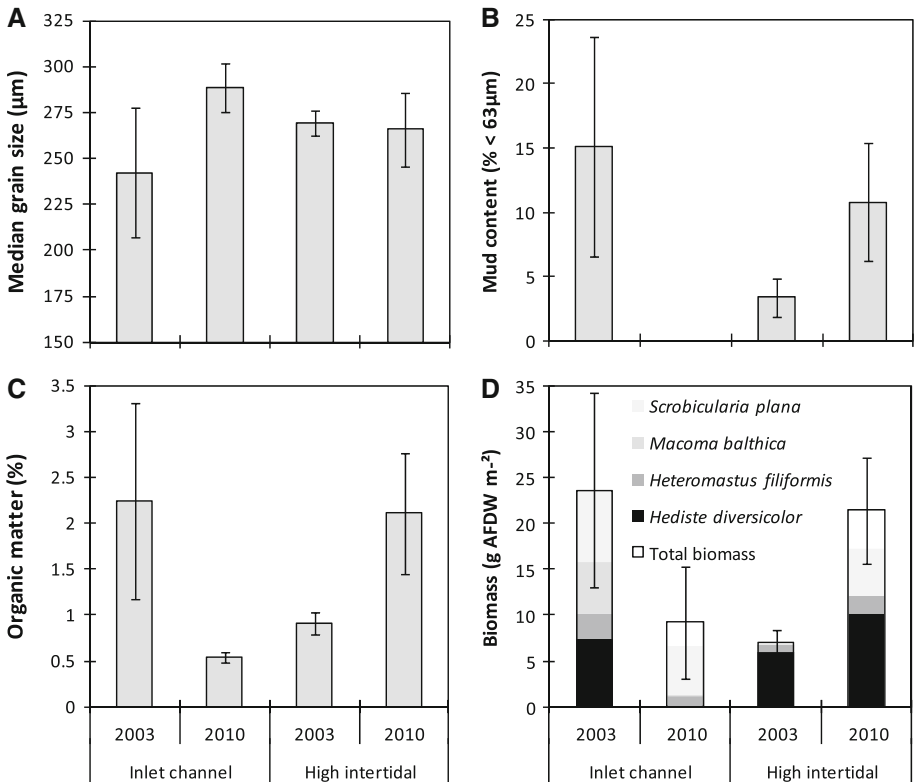 A
Median grain size (µm)
325
300
275
250
225
200
175
150
B
Mud content (% < 63µm)
25
20
15
10
5
0
C
Organic matter (%)
3.5
3
2.5
2
1.5
1
0.5
0
2003 2010 2003 2010
Inlet channel High intertidal
D
Biomass (g AFDW m-²)
35
30
25
20
15
10
5
0
Scrobicularia plana
Macoma balthica
Heteromastus filiformis
Hediste diversicolor
Total biomass
2003 2010 2003 2010
Inlet channel High intertidal